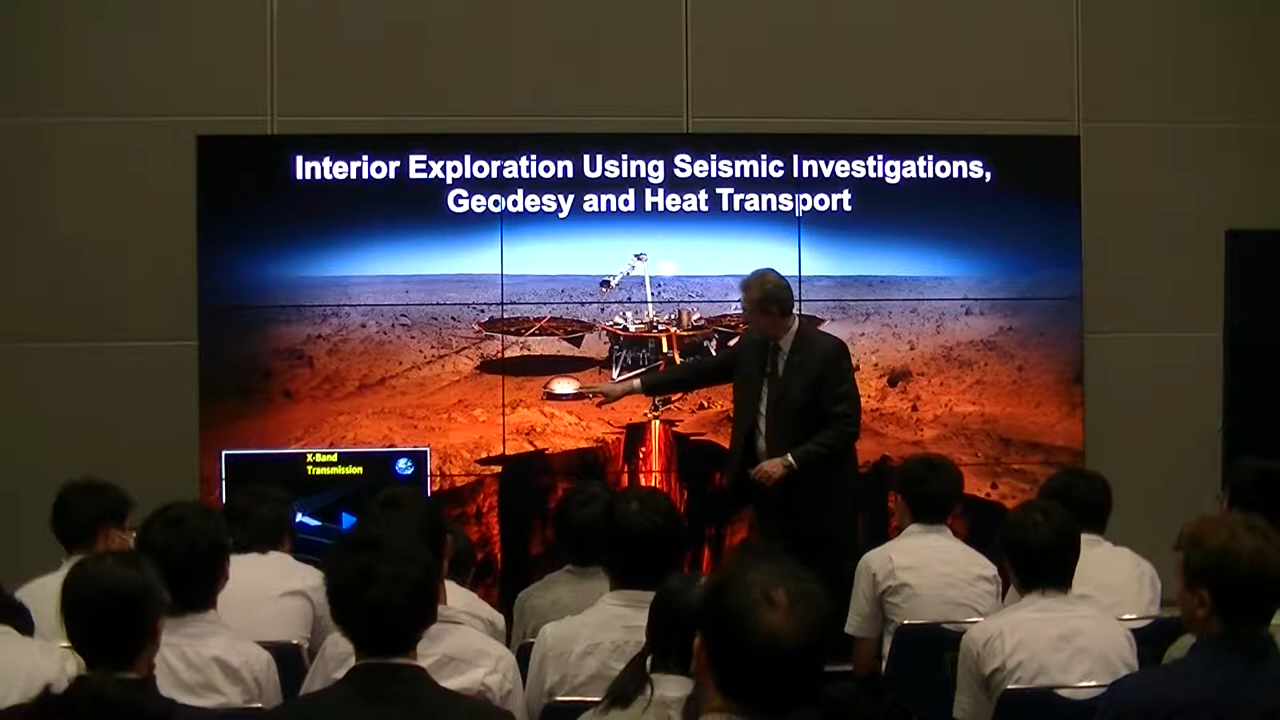 Interior Exploration Using Seismic Investigations,
Geodesy and Heat Transport
X-Band
Transmission